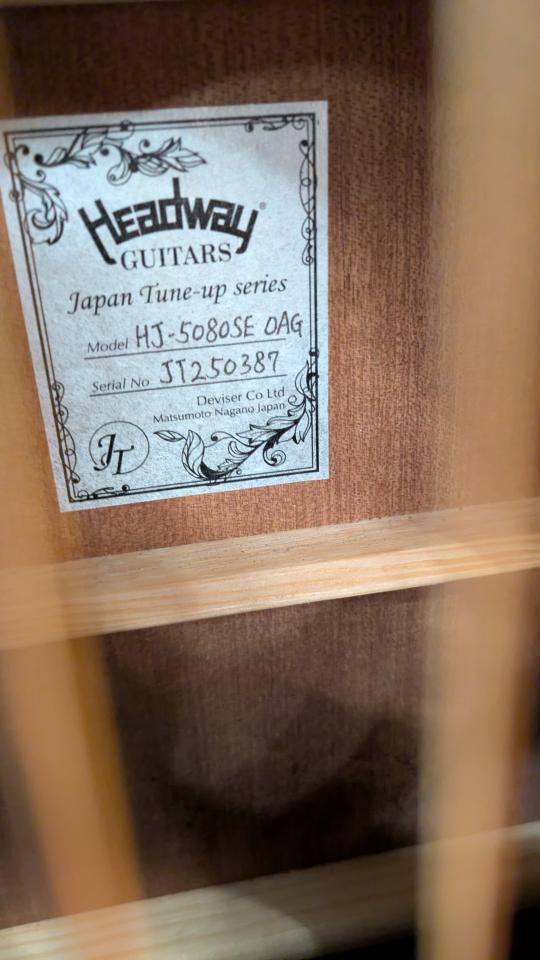 Headway®
GUITARS
Japan Tune-up series
Model HJ-5080SE OAG
Serial No JT250387
Deviser Co Ltd
Matsumoto Nagano Japan
JT